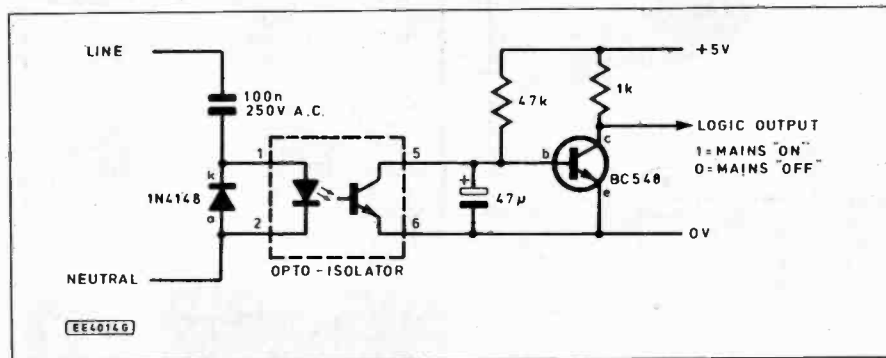 LINE
+5V
100n
250V A.C.
47k
1k
1
5
c
LOGIC OUTPUT
1=MAINS "ON"
0=MAINS "OFF"
k
b
BC548
1N4148
+
47µ
a
e
2
6
0V
NEUTRAL
OPTO-ISOLATOR
EE4014G